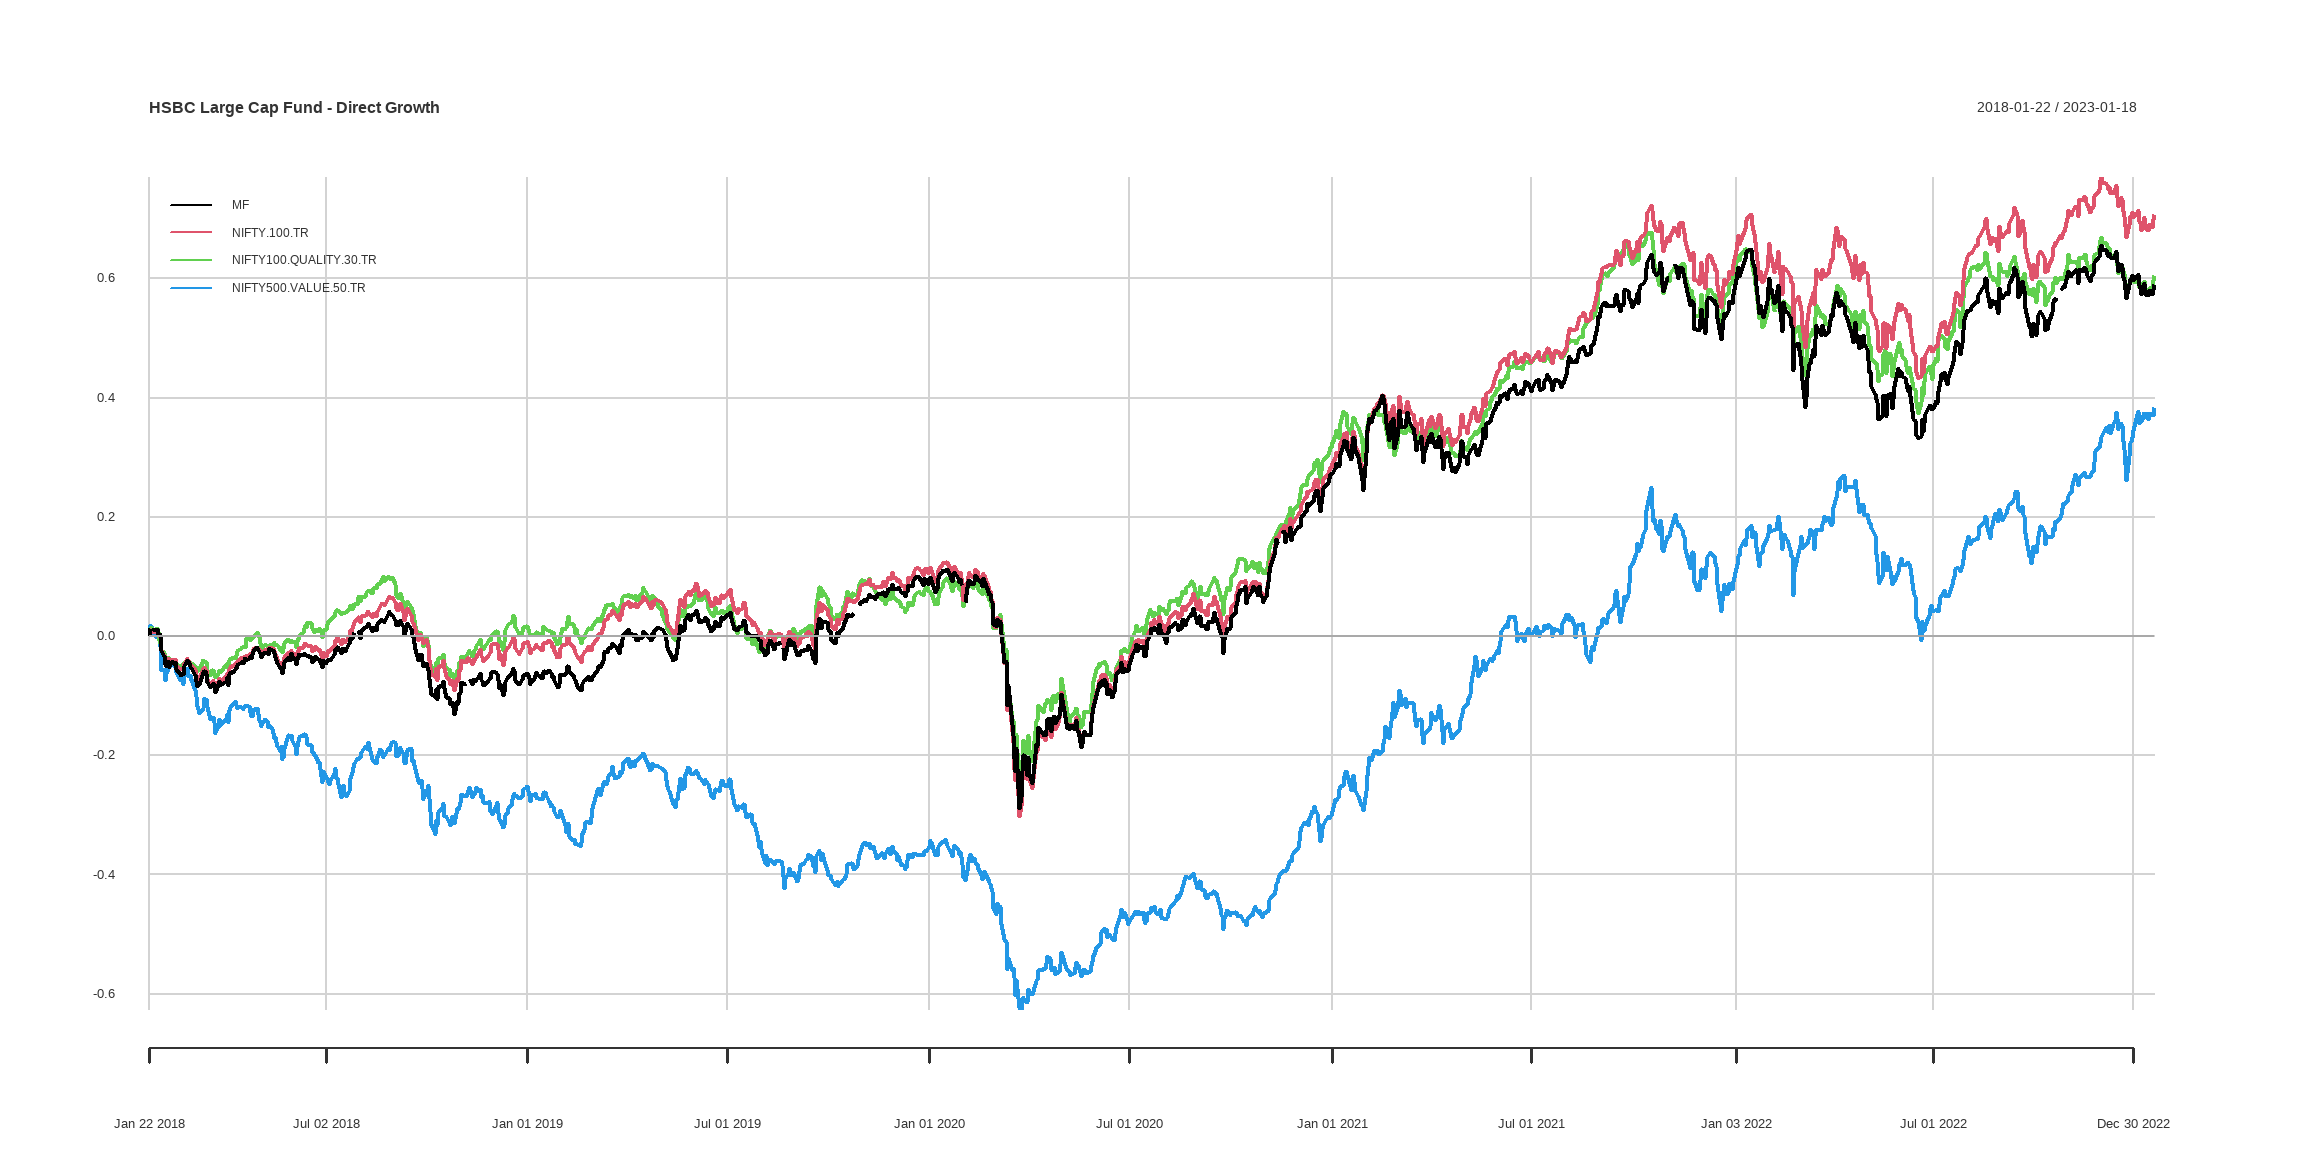 HSBC Large Cap Fund - Direct Growth
2018-01-22 / 2023-01-18
MF
NIFTY.100.TR
NIFTY100.QUALITY.30.TR
NIFTY500.VALUE.50.TR
0.6
0.4
0.2
0.0
-0.2
-0.4
-0.6
Jan 22 2018 Jul 02 2018 Jan 01 2019 Jul 01 2019 Jan 01 2020 Jul 01 2020 Jan 01 2021 Jul 01 2021 Jan 03 2022 Jul 01 2022 Dec 30 2022